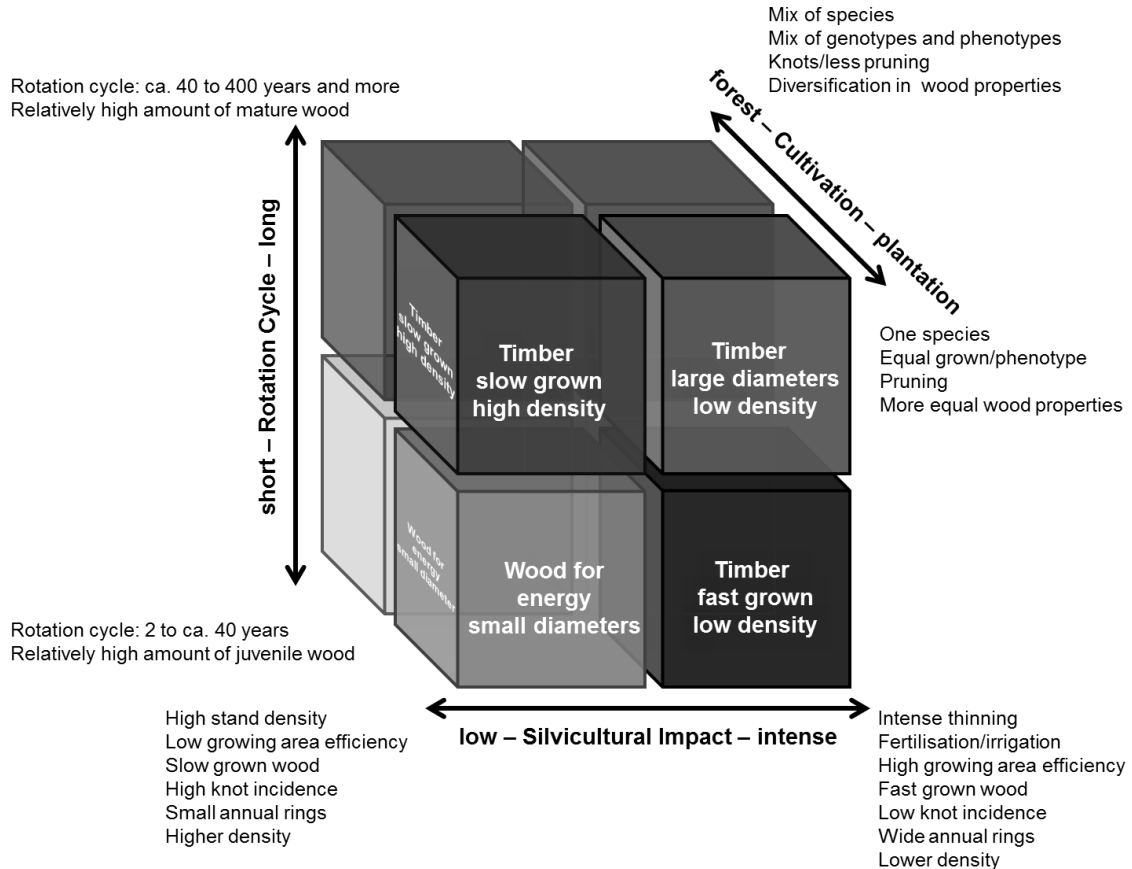 Mix of species
Mix of genotypes and phenotypes
Knots/less pruning
Diversification in wood properties
Rotation cycle: ca. 40 to 400 years and more
Relatively high amount of mature wood
forest – Cultivation – plantation
short – Rotation Cycle – long
One species
Equal grown/phenotype
Pruning
More equal wood properties
Timber
slow grown
high density
Timber
slow grown
high density
Timber
large diameters
low density
Wood for
energy
small diameter
Wood for
energy
small diameters
Timber
fast grown
low density
Rotation cycle: 2 to ca. 40 years
Relatively high amount of juvenile wood
low – Silvicultural Impact – intense
High stand density
Low growing area efficiency
Slow grown wood
High knot incidence
Small annual rings
Higher density
Intense thinning
Fertilisation/irrigation
High growing area efficiency
Fast grown wood
Low knot incidence
Wide annual rings
Lower density